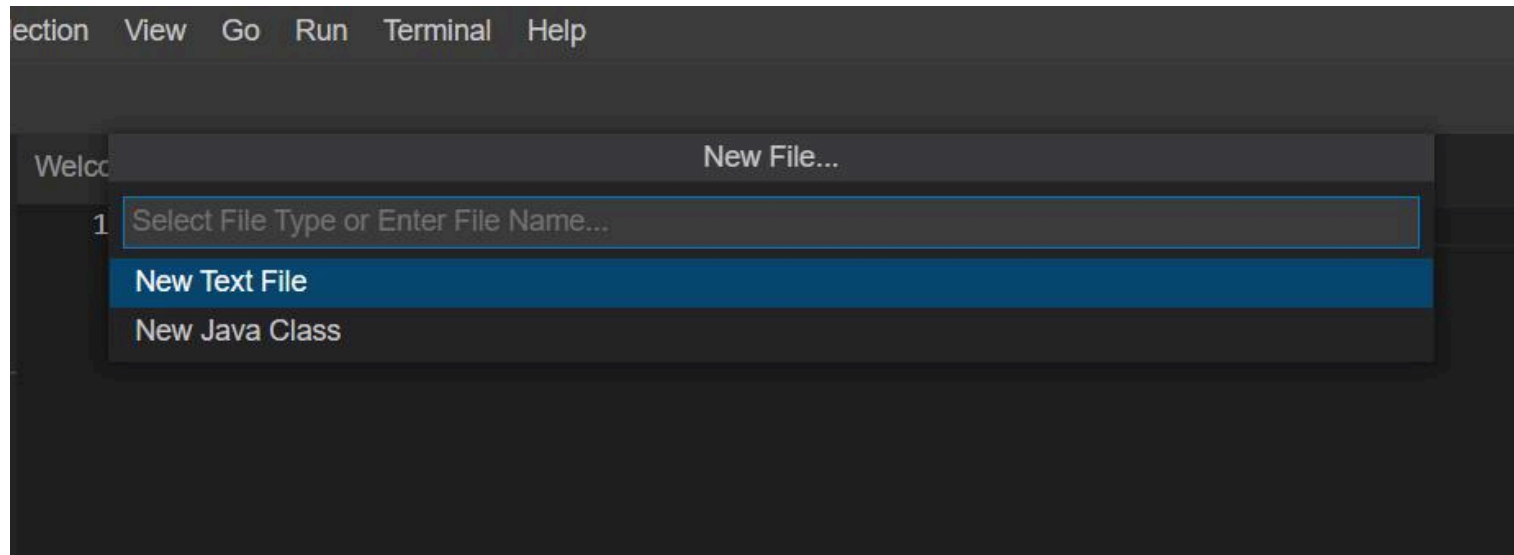 lection View Go Run Terminal Help
New File...
Welcc
1 Select File Type or Enter File Name...
New Text File
New Java Class